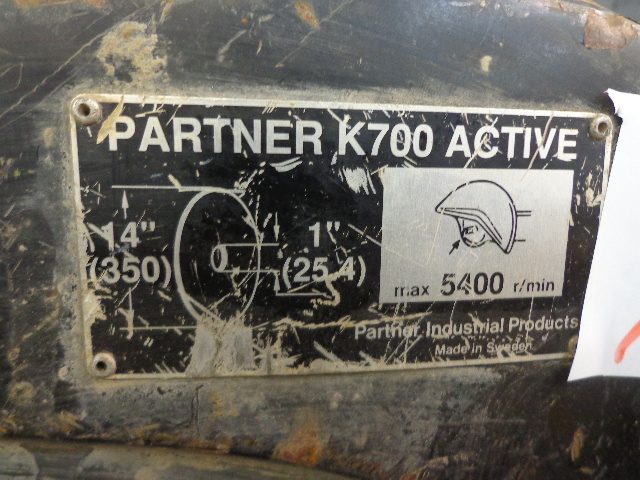 PARTNER K700 ACTIVE
14" 1"
(350) (25,4)
max 5400 r/min
Partner Industrial Products
Made in Sweden